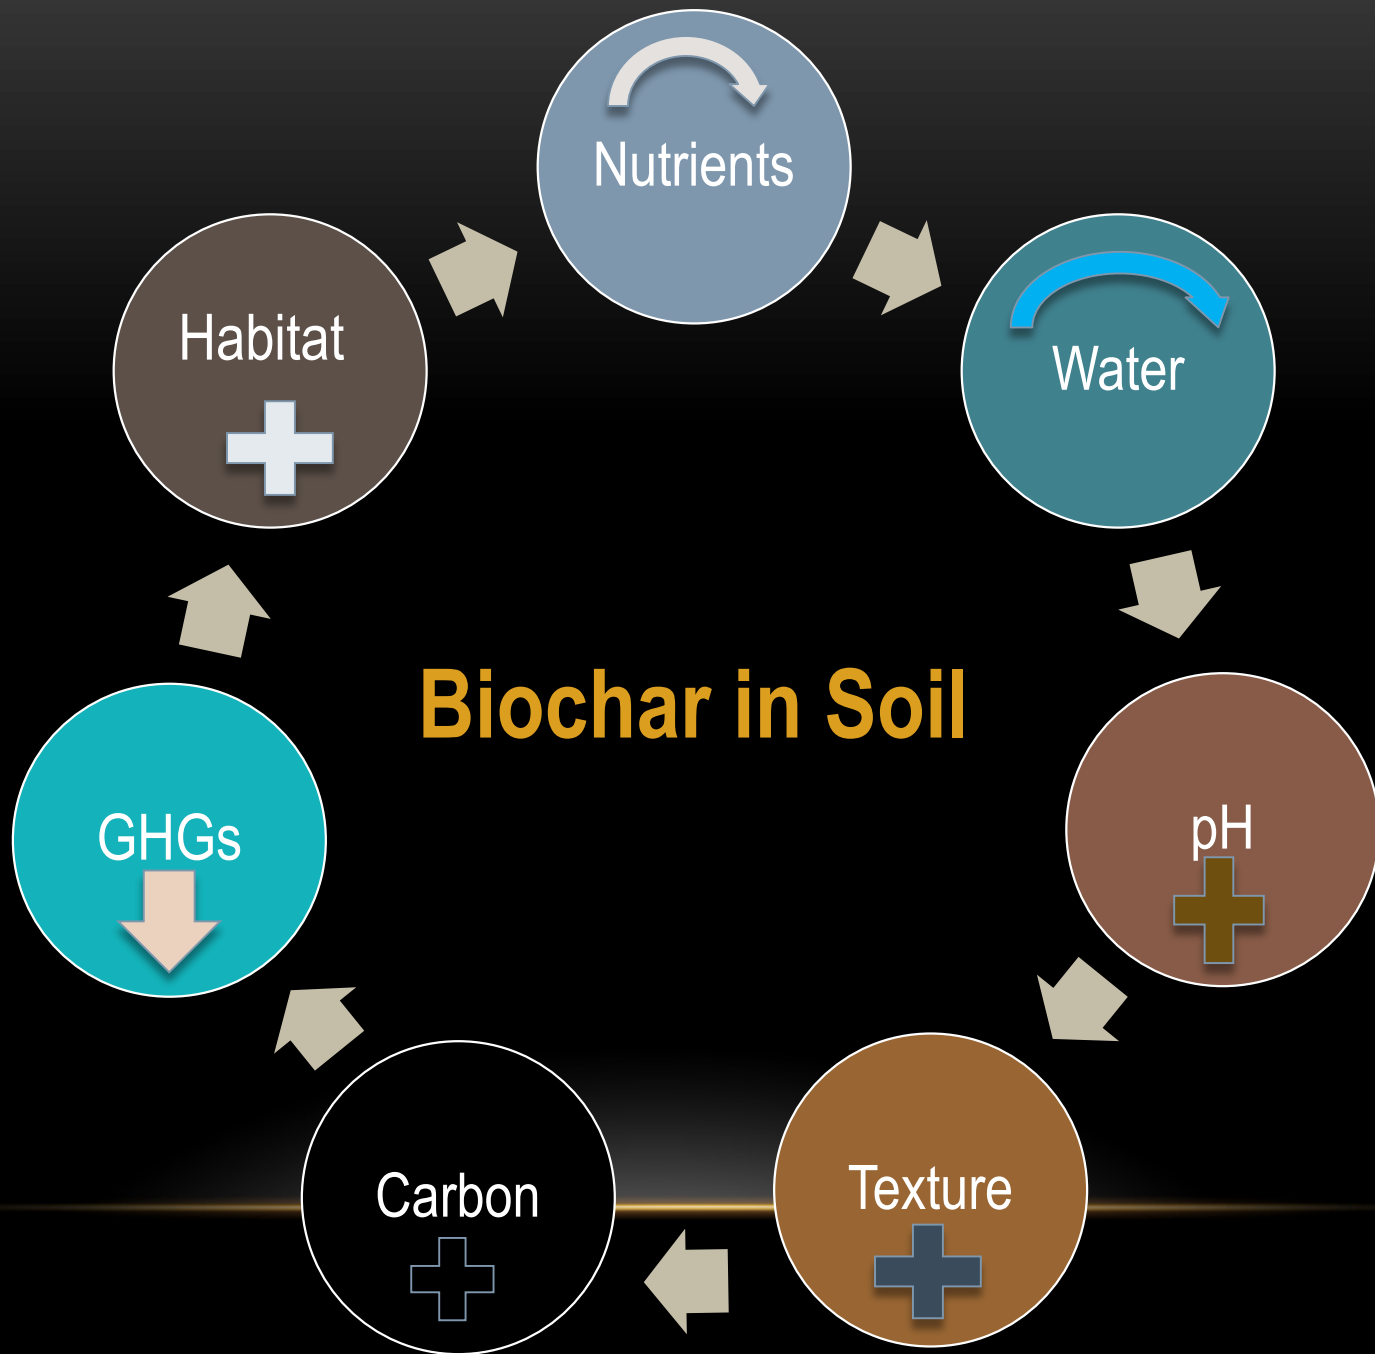 Nutrients
Water
pH
Texture
Carbon
GHGs
Habitat
Biochar in Soil